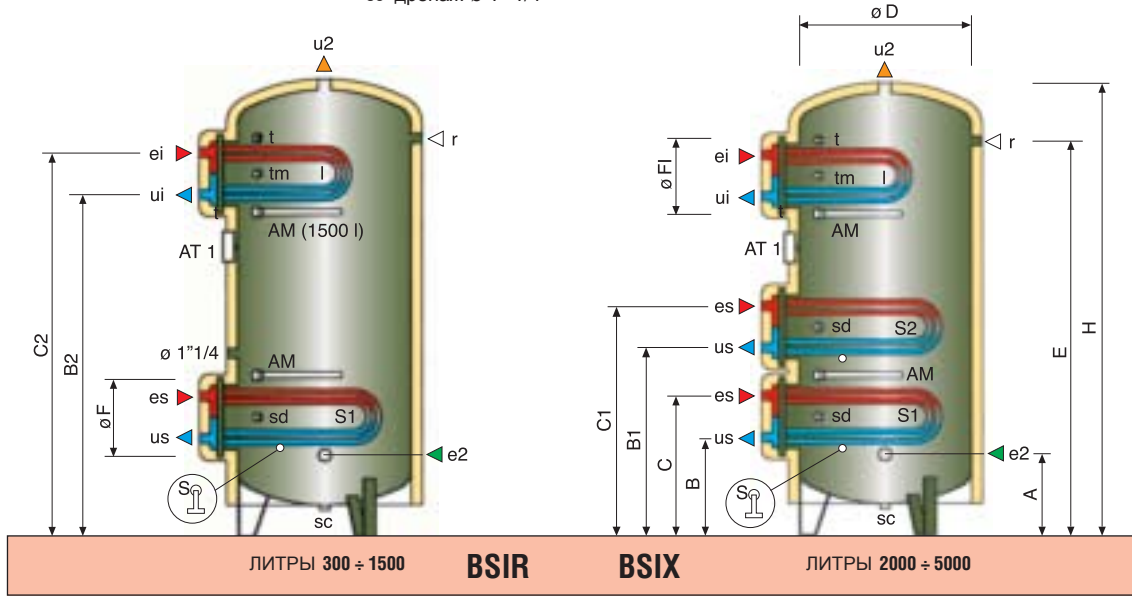 ø D
u2
u2
t
r
t
r
ei
ei
tm
I
ø FI
tm
I
ui
ui
t
t
AM (1500 l)
AM
AT 1
AT 1
H
E
es
sd
S2
C2
B2
ø 1"1/4
us
AM
AM
C1
B1
es
es
ø F
sd
S1
sd
S1
C
us
us
B
e2
e2
A
S
S
sc
sc
ЛИТРЫ 300 ÷ 1500
BSIR
BSIX
ЛИТРЫ 2000 ÷ 5000